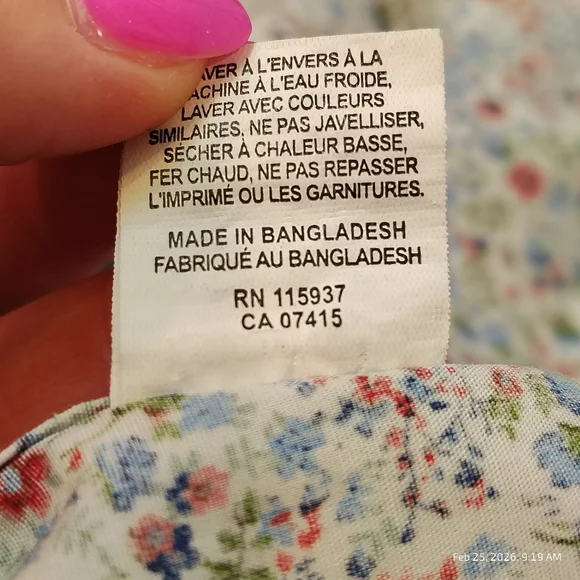 À L'ENVERS À LA
MACHINE À L'EAU FROIDE,
LAVER AVEC COULEURS
SIMILAIRES, NE PAS JAVELLISER,
SÉCHER À CHALEUR BASSE,
FER CHAUD, NE PAS REPASSER
L'IMPRIMÉ OU LES GARNITURES.
MADE IN BANGLADESH
FABRIQUÉ AU BANGLADESH
RN 115937
CA 07415
Feb 25, 2026, 9:19 AM